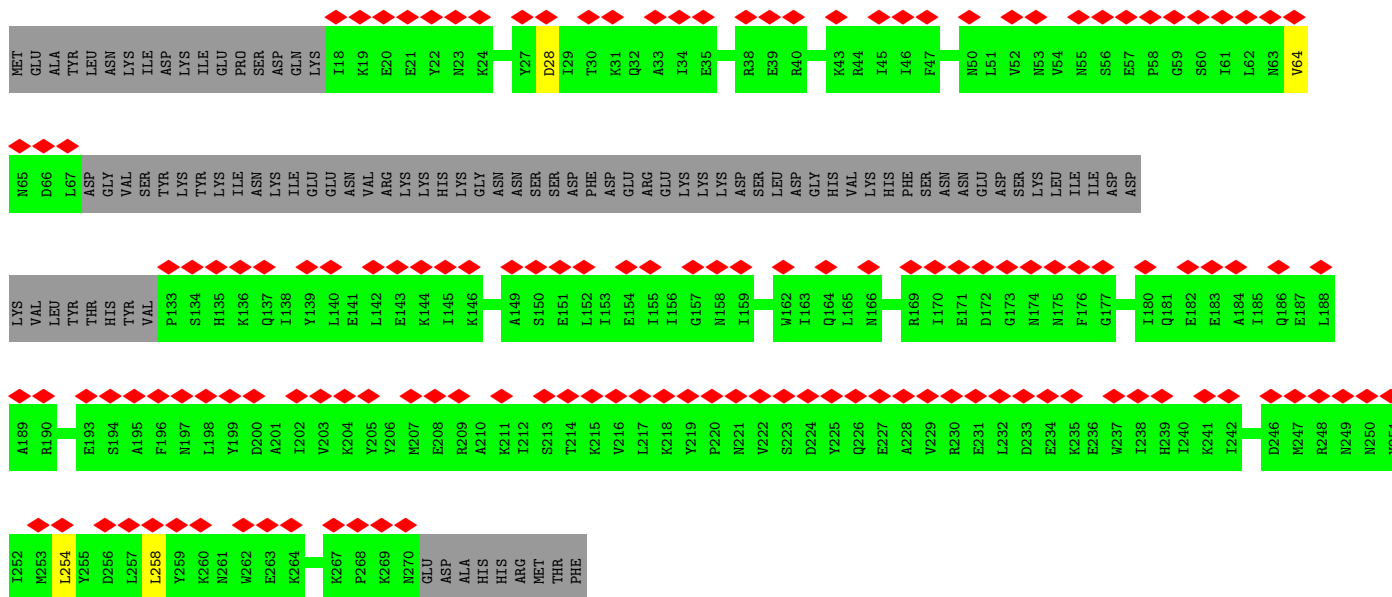 MET GLU ALA TYR LEU ASN LYS ILE ASP LYS ILE GLU PRO SER ASP GLN LYS I18 K19 E20 E21 Y22 N23 K24 Y27 D28 I29 T30 K31 Q32 A33 I34 E35 R38 E39 R40 K43 R44 I45 I46 F47 N50 L51 V52 N53 V54 N55 S56 E57 P58 G59 S60 I61 L62 N63 V64
N65 D66 L67 ASP GLY VAL SER TYR LYS TYR LYS ILE ASN LYS ILE GLU GLU ASN VAL ARG LYS LYS HIS LYS GLY ASN ASN SER SER ASP PHE ASP GLU ARG GLU LYS LYS LYS ASP SER LEU ASP GLY HIS VAL LYS HIS PHE SER ASN ASN GLU ASP SER LYS LEU ILE ILE ASP ASP
LYS VAL LEU TYR THR HIS TYR VAL P133 S134 H135 K136 Q137 I138 Y139 L140 E141 L142 E143 K144 I145 K146 A149 S150 E151 L152 I153 E154 I155 I156 G157 N158 I159 W162 I163 Q164 L165 N166 R169 I170 E171 D172 G173 N174 N175 F176 G177 I180 Q181 E182 E183 A184 I185 Q186 E187 L188
A189 R190 E193 S194 A195 F196 N197 L198 Y199 D200 A201 I202 V203 K204 Y205 Y206 M207 E208 R209 A210 K211 I212 S213 T214 K215 V216 L217 K218 Y219 P220 N221 V222 S223 D224 Y225 Q226 E227 A228 V229 R230 E231 L232 D233 E234 K235 E236 W237 I238 H239 I240 K241 I242 D246 M247 R248 N249 N250
I252 M253 L254 Y255 D256 L257 L258 Y259 K260 N261 W262 E263 K264 K267 P268 K269 N270 GLU ASP ALA HIS HIS ARG MET THR PHE